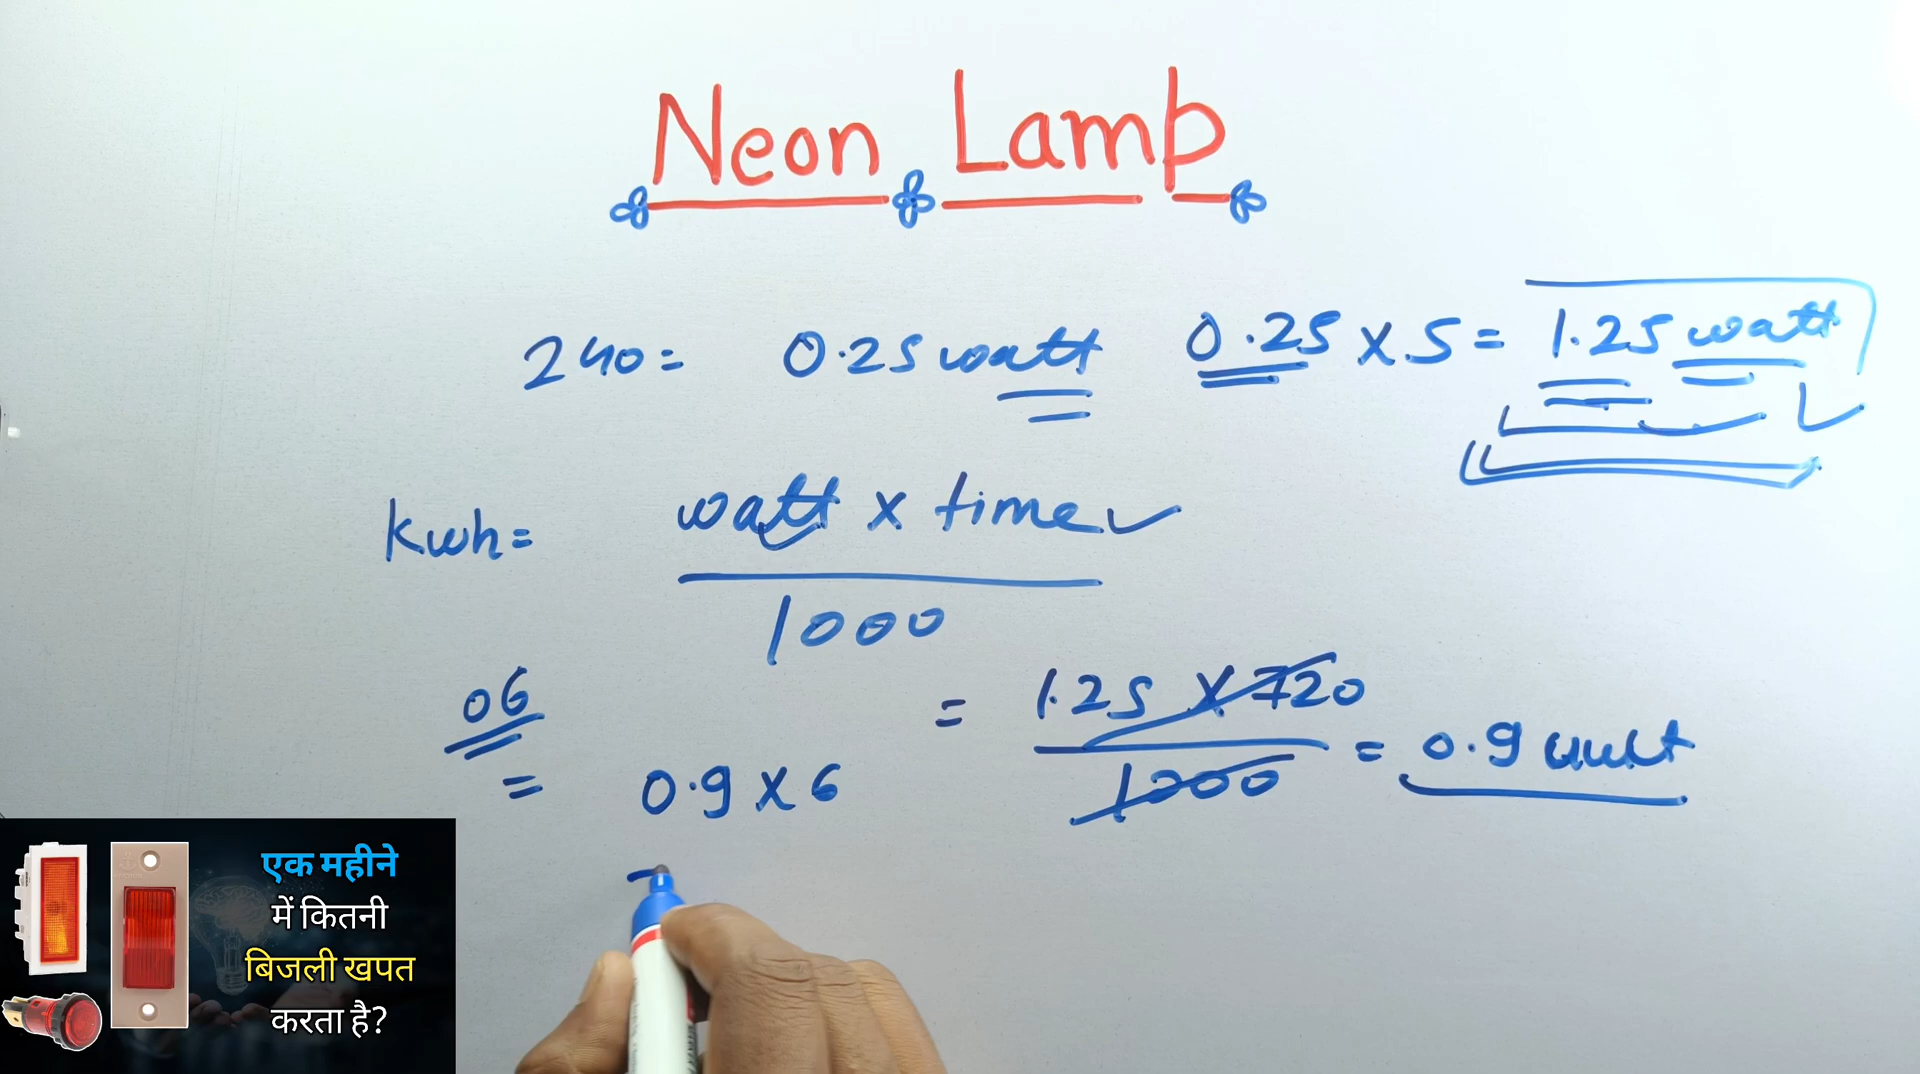 Neon Lamp
240= 0.25 watt 0.25 x 5 = 1.25 watt
kwh= watt x time
1000
= 1.25 x 720
1000
= 0.9 unit
06
= 0.9 x 6
एक महीने
में कितनी
बिजली खपत
करता है?